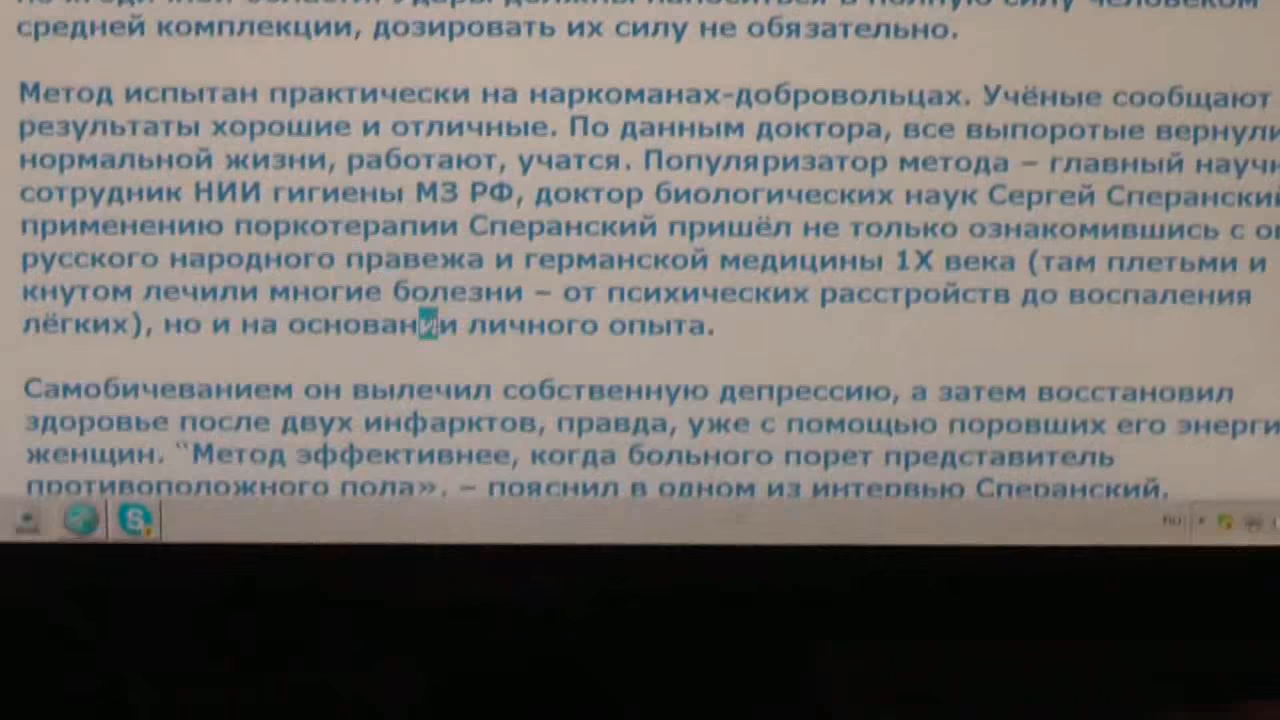 средней комплекции, дозировать их силу не обязательно.
Метод испытан практически на наркоманах-добровольцах. Учёные сообщают
результаты хорошие и отличные. По данным доктора, все выпоротые вернули
нормальной жизни, работают, учатся. Популяризатор метода – главный научн
сотрудник НИИ гигиены МЗ РФ, доктор биологических наук Сергей Сперански
применению поркотерапии Сперанский пришёл не только ознакомившись с о
русского народного правежа и германской медицины 1Х века (там плетьми и
кнутом лечили многие болезни – от психических расстройств до воспаления
лёгких), но и на основании личного опыта.
Самобичеванием он вылечил собственную депрессию, а затем восстановил
здоровье после двух инфарктов, правда, уже с помощью поровших его энерги
женщин. “Метод эффективнее, когда больного порет представитель
противоположного пола», – пояснил в одном из интервью Сперанский.
RU